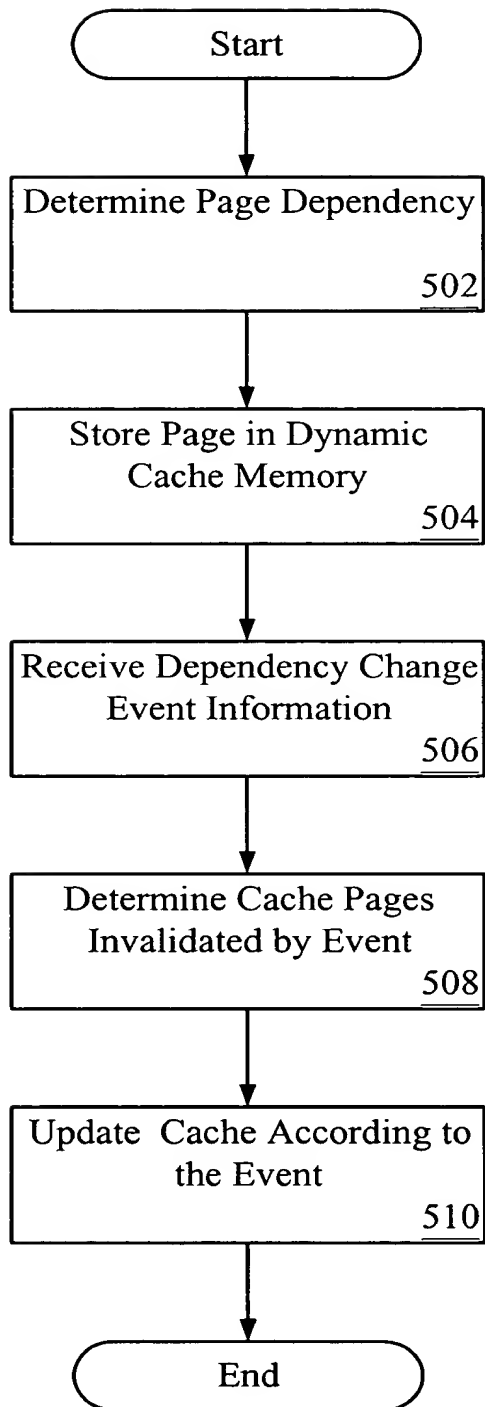 Start
Determine Page Dependency
502
Store Page in Dynamic
Cache Memory
504
Receive Dependency Change
Event Information
506
Determine Cache Pages
Invalidated by Event
508
Update Cache According to
the Event
510
End